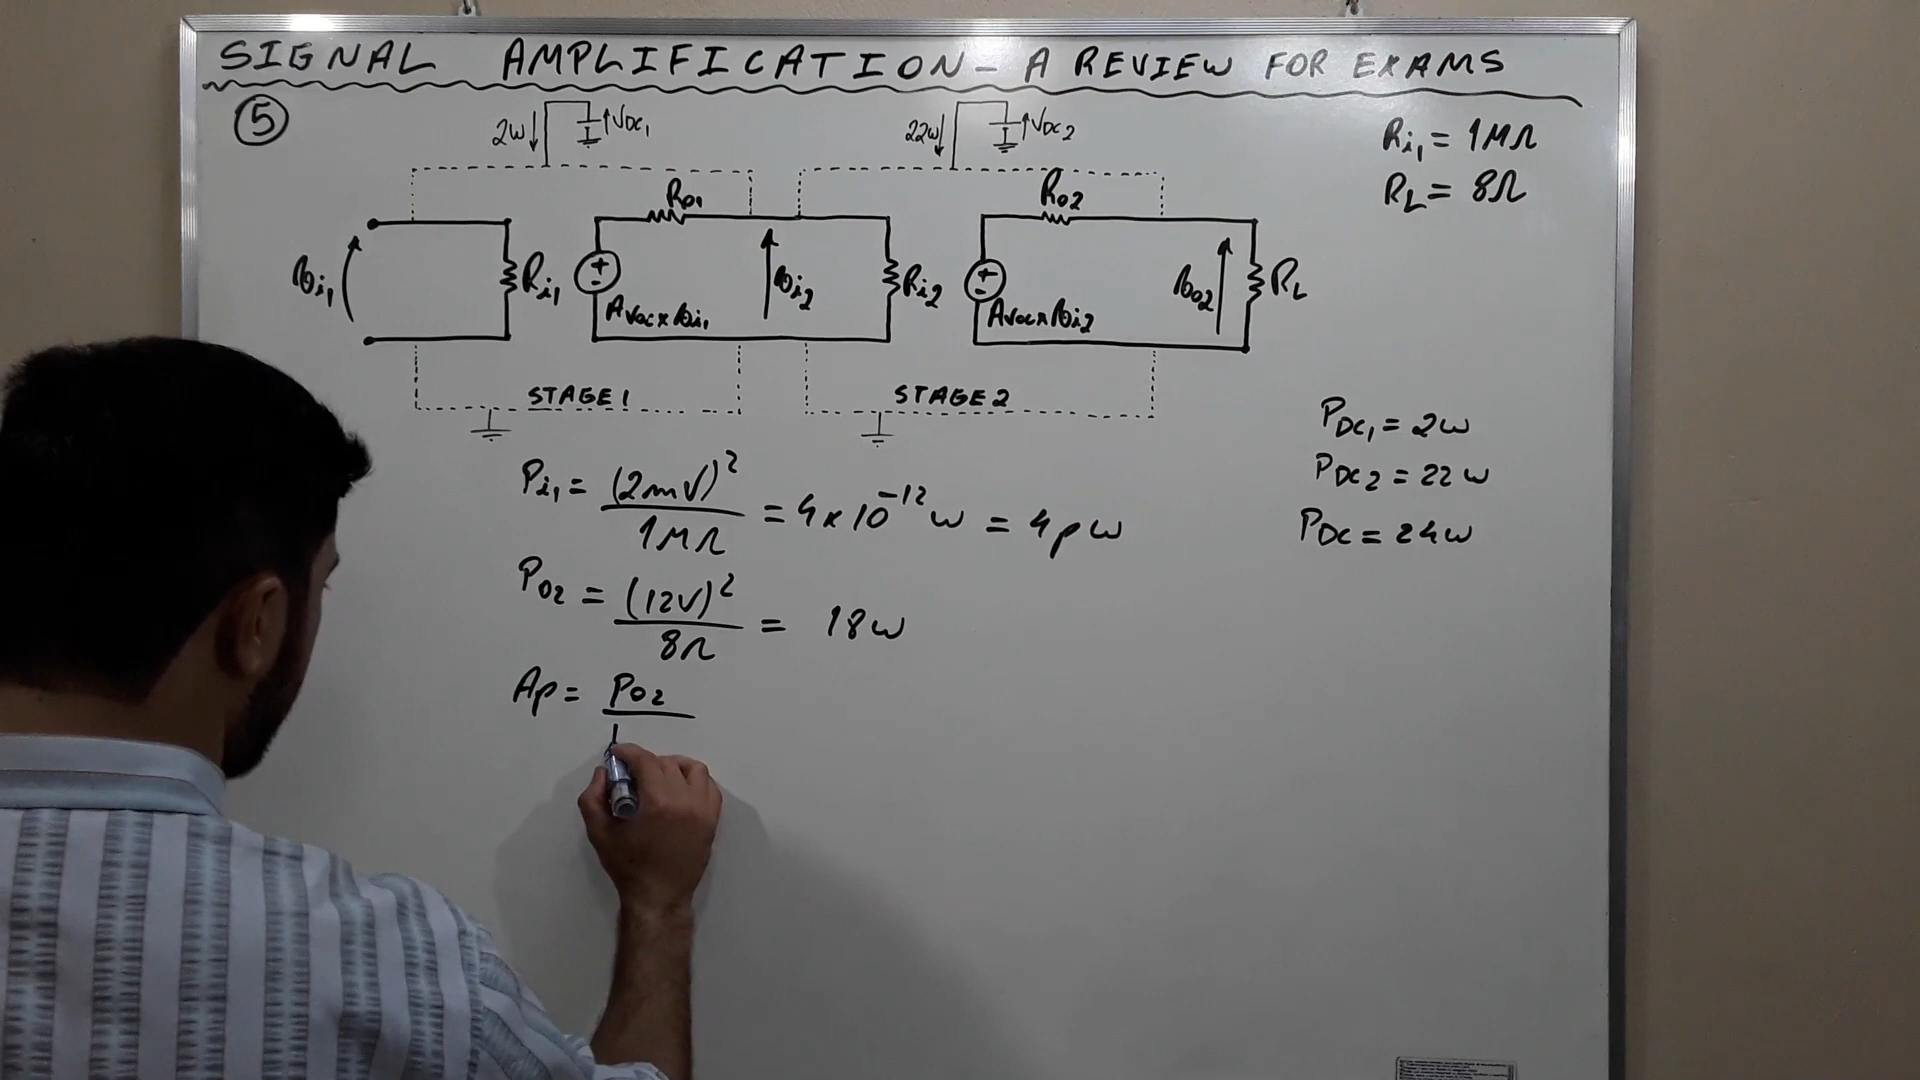 SIGNAL AMPLIFICATION - A REVIEW FOR EXAMS
5
2W ↓ ↑VDC1
22W ↓ ↑VDC2
Ri1 = 1MΩ
RL = 8Ω
Ro1
Ro2
vi1
Ri1
+
-
Avoc x vi1
vi2
Ri2
+
-
Avoc x vi2
vo2
RL
STAGE 1
STAGE 2
PDC1 = 2W
PDC2 = 22W
PDC = 24W
Pi1 = (2mV)² / 1MΩ = 4 x 10⁻¹² W = 4pW
Po2 = (12V)² / 8Ω = 18W
Ap = Po2